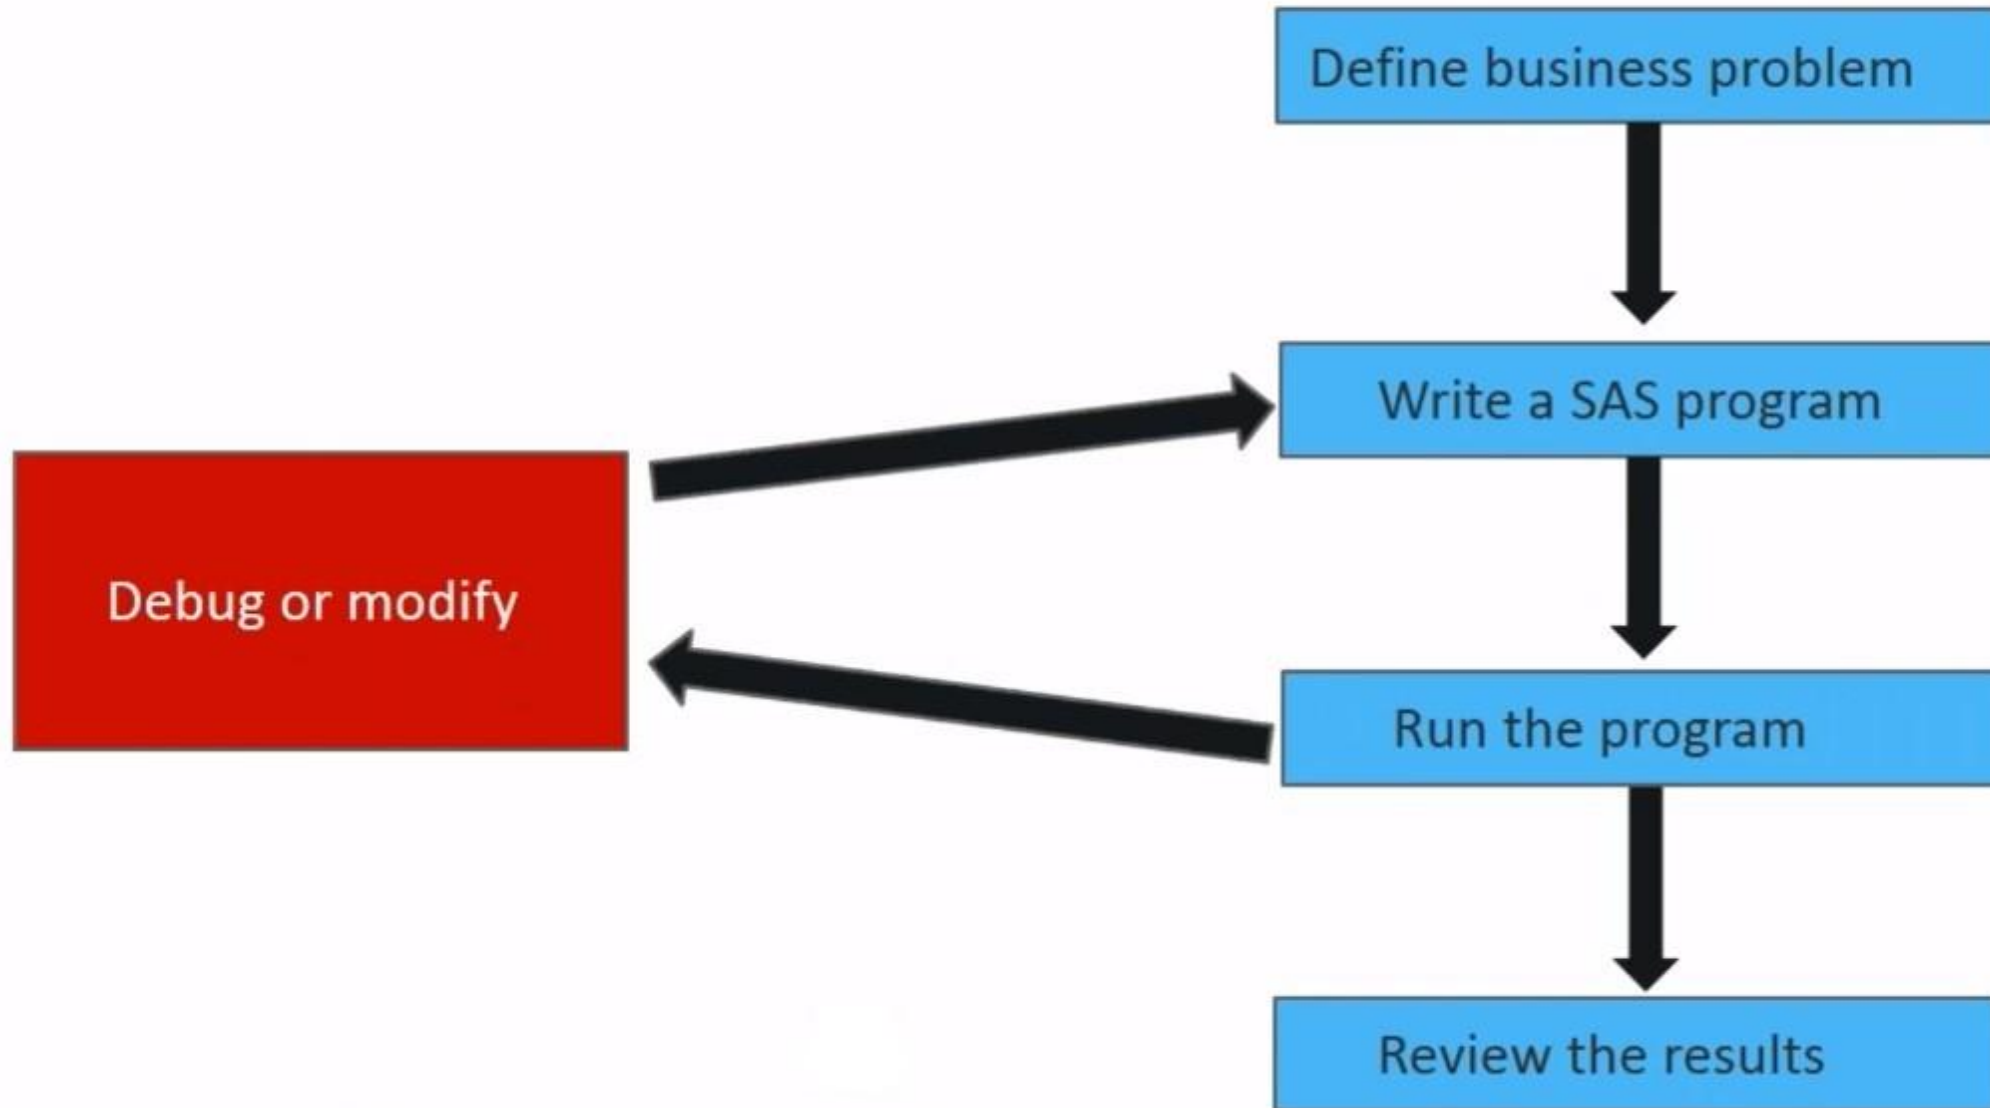 Define business problem
Write a SAS program
Debug or modify
Run the program
Review the results